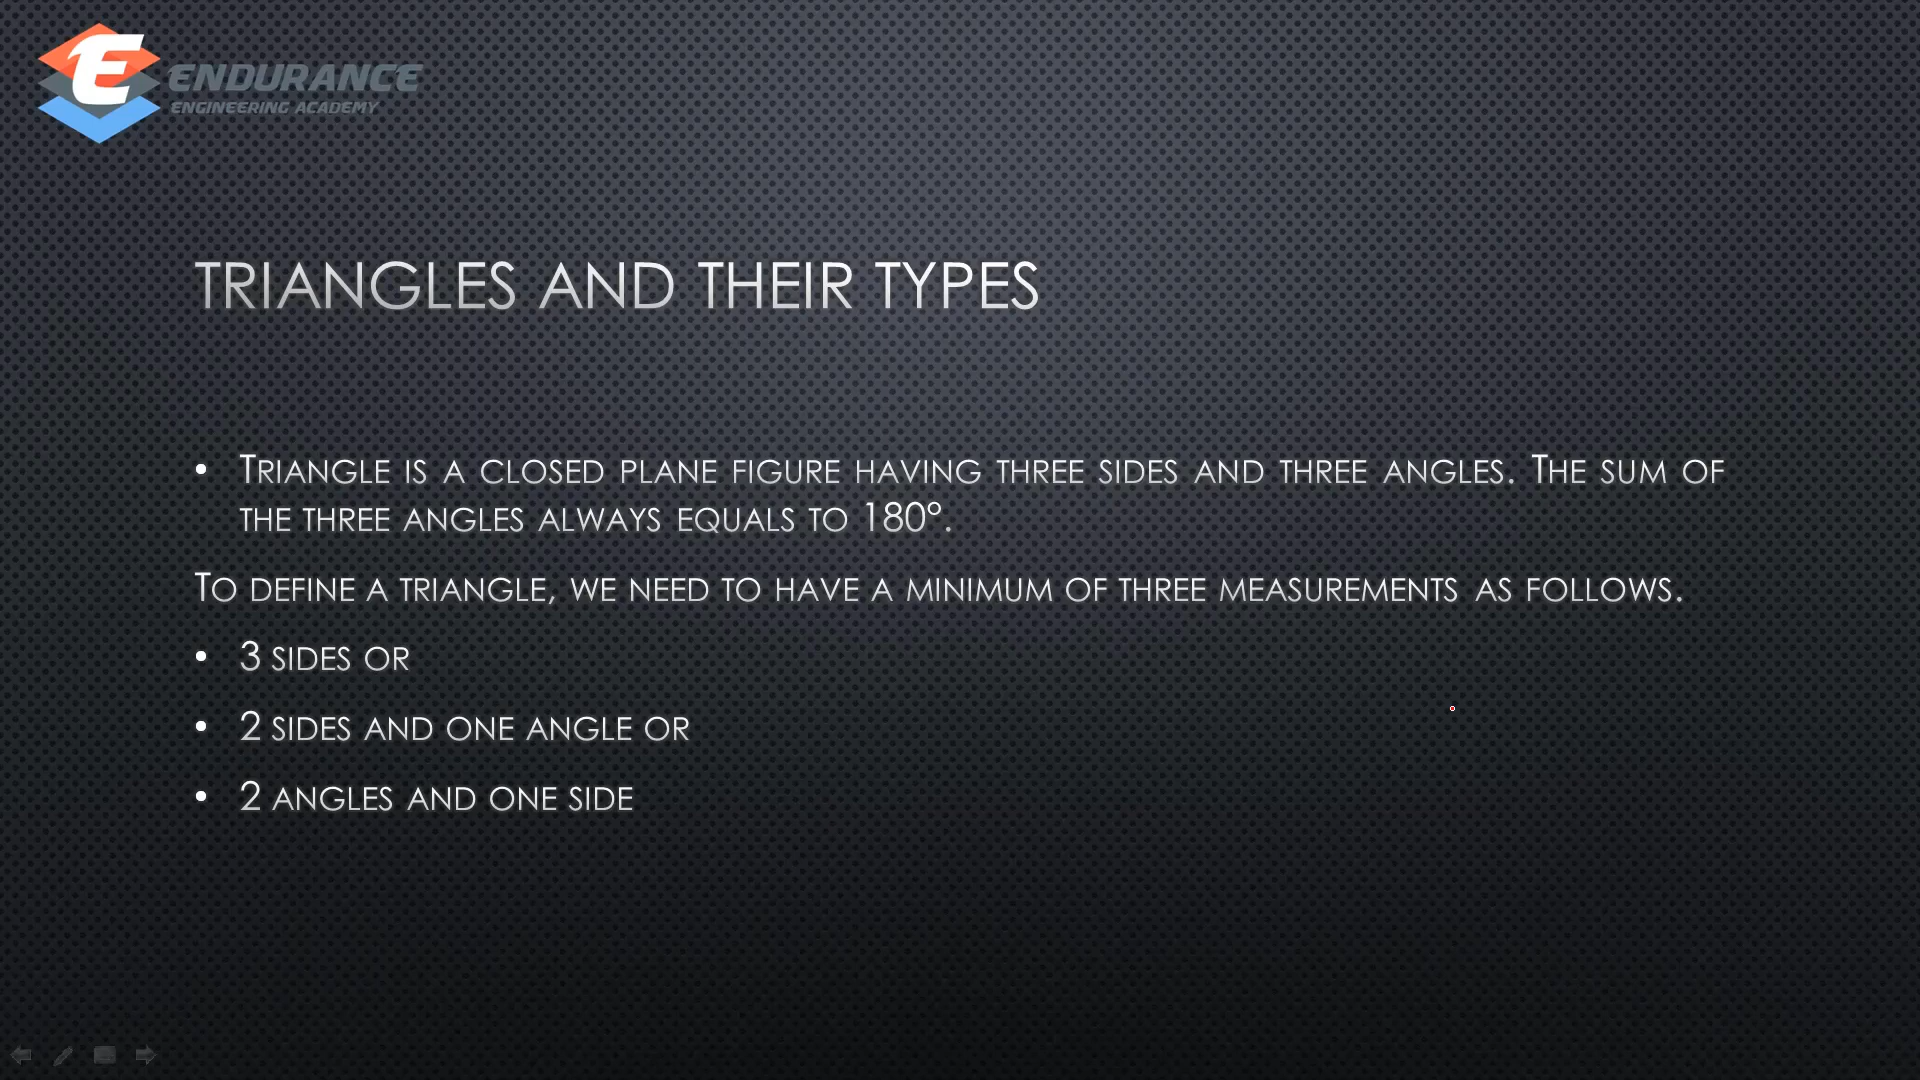 ENDURANCE
ENGINEERING ACADEMY
TRIANGLES AND THEIR TYPES
• TRIANGLE IS A CLOSED PLANE FIGURE HAVING THREE SIDES AND THREE ANGLES. THE SUM OF
THE THREE ANGLES ALWAYS EQUALS TO 180°.
TO DEFINE A TRIANGLE, WE NEED TO HAVE A MINIMUM OF THREE MEASUREMENTS AS FOLLOWS.
• 3 SIDES OR
• 2 SIDES AND ONE ANGLE OR
• 2 ANGLES AND ONE SIDE